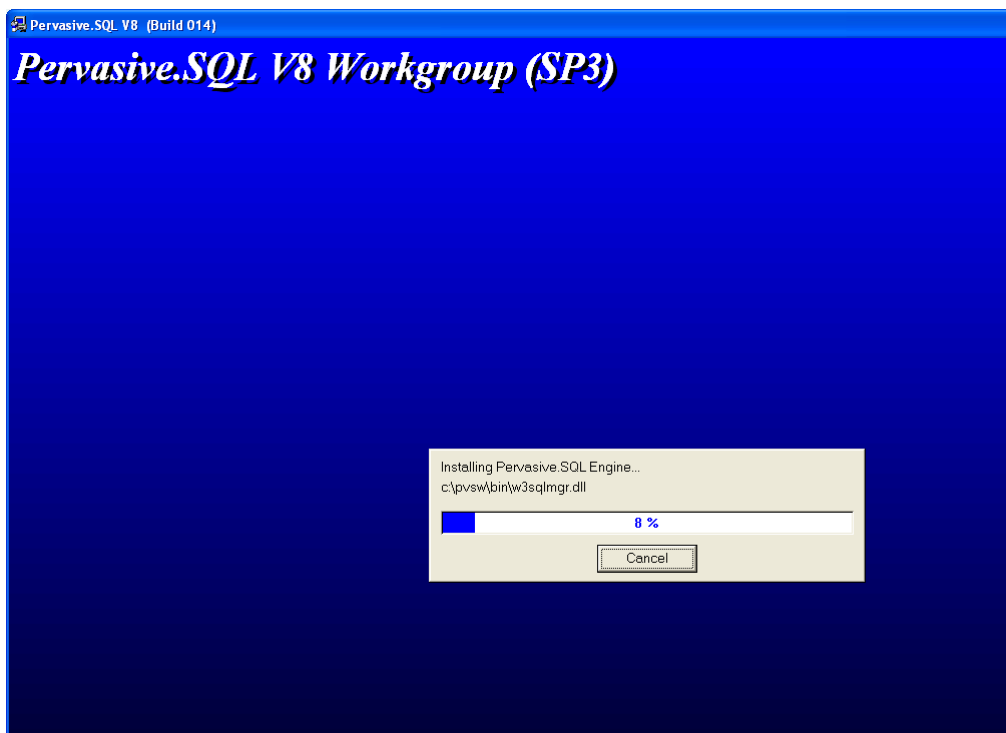 Pervasive.SQL V8 (Build 014)
Pervasive.SQL V8 Workgroup (SP3)
Installing Pervasive.SQL Engine...
c:\pvsw\bin\w3sqlmgr.dll
8 %
Cancel